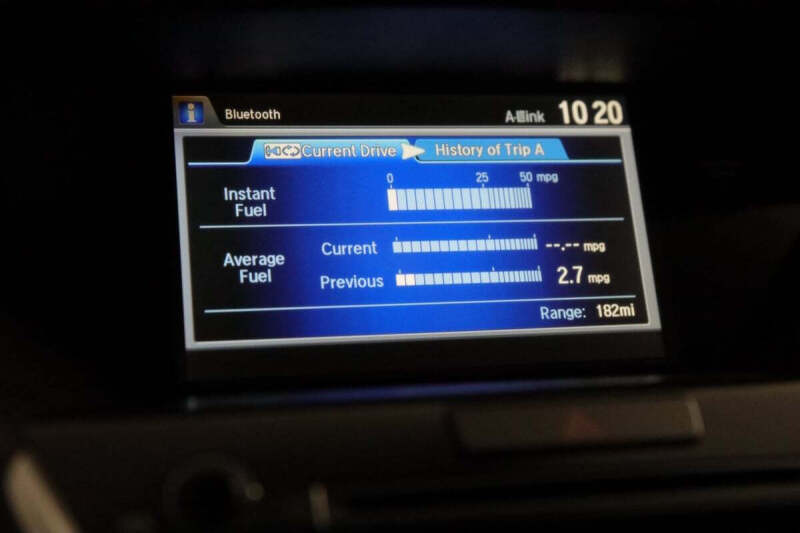 i Bluetooth A-Link 10 20
Current Drive History of Trip A
0 25 50 mpg
Instant
Fuel
Current --.-- mpg
Average
Fuel
Previous 2.7 mpg
Range: 182mi